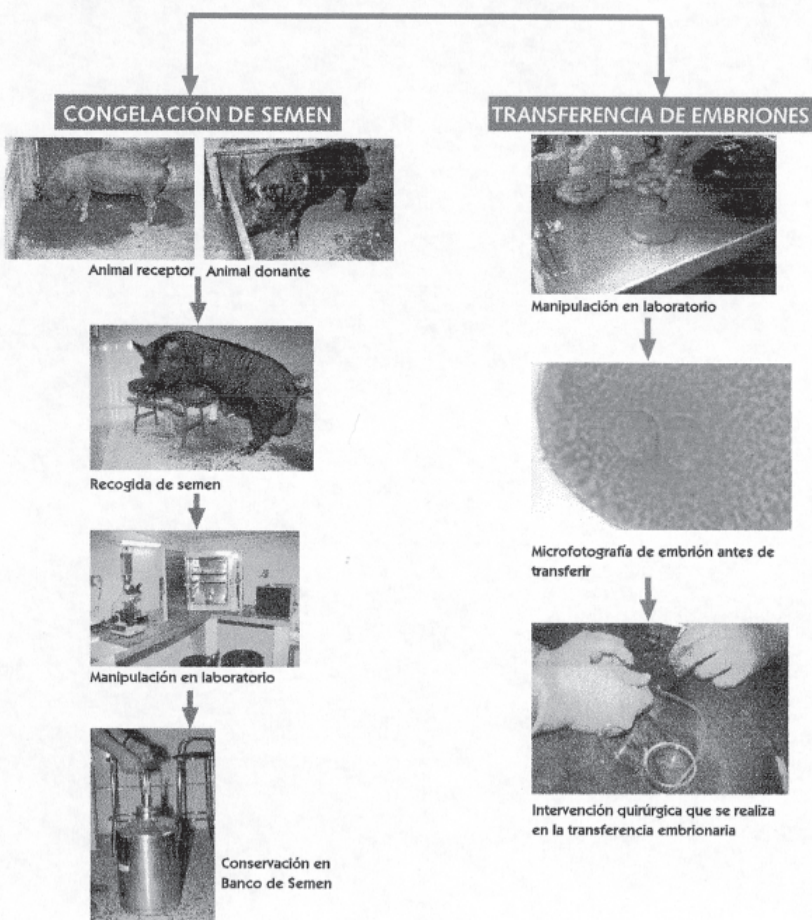 CONGELACIÓN DE SEMEN
Animal receptor
Animal donante
Recogida de semen
Manipulación en laboratorio
Conservación en
Banco de Semen
TRANSFERENCIA DE EMBRIONES
Manipulación en laboratorio
Microfotografía de embrión antes de
transferir
Intervención quirúrgica que se realiza
en la transferencia embrionaria